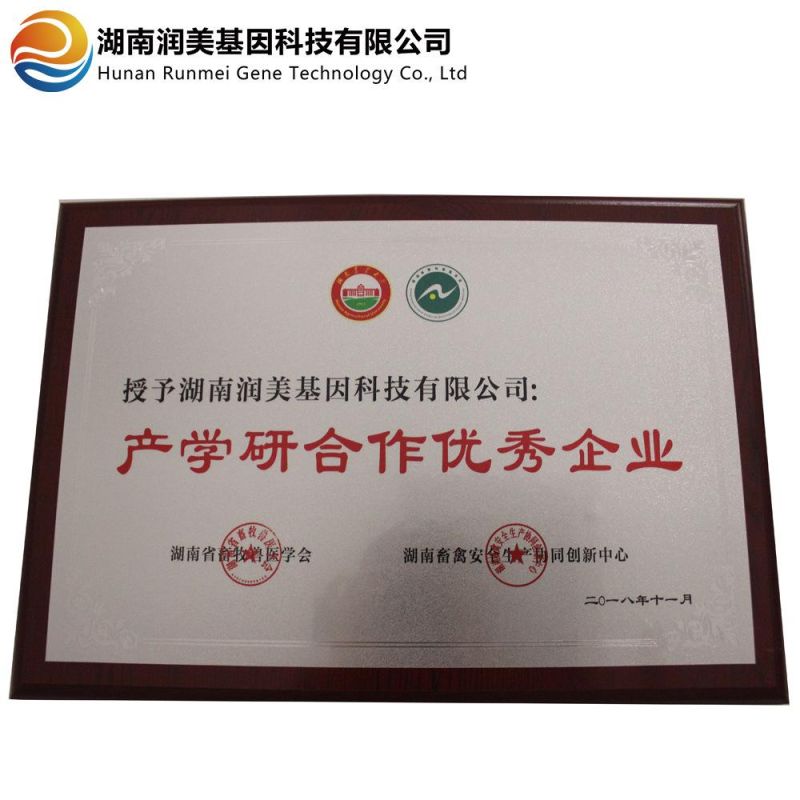 湖南润美基因科技有限公司
Hunan Runmei Gene Technology Co., Ltd
授予湖南润美基因科技有限公司:
产学研合作优秀企业
湖南省畜牧兽医学会
湖南畜禽安全生产协同创新中心
二〇一八年十一月